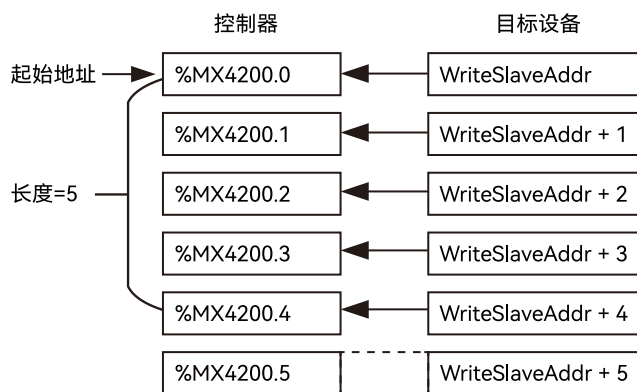 控制器 目标设备
起始地址 %MX4200.0 WriteSlaveAddr
%MX4200.1 WriteSlaveAddr + 1
长度=5 %MX4200.2 WriteSlaveAddr + 2
%MX4200.3 WriteSlaveAddr + 3
%MX4200.4 WriteSlaveAddr + 4
%MX4200.5 WriteSlaveAddr + 5